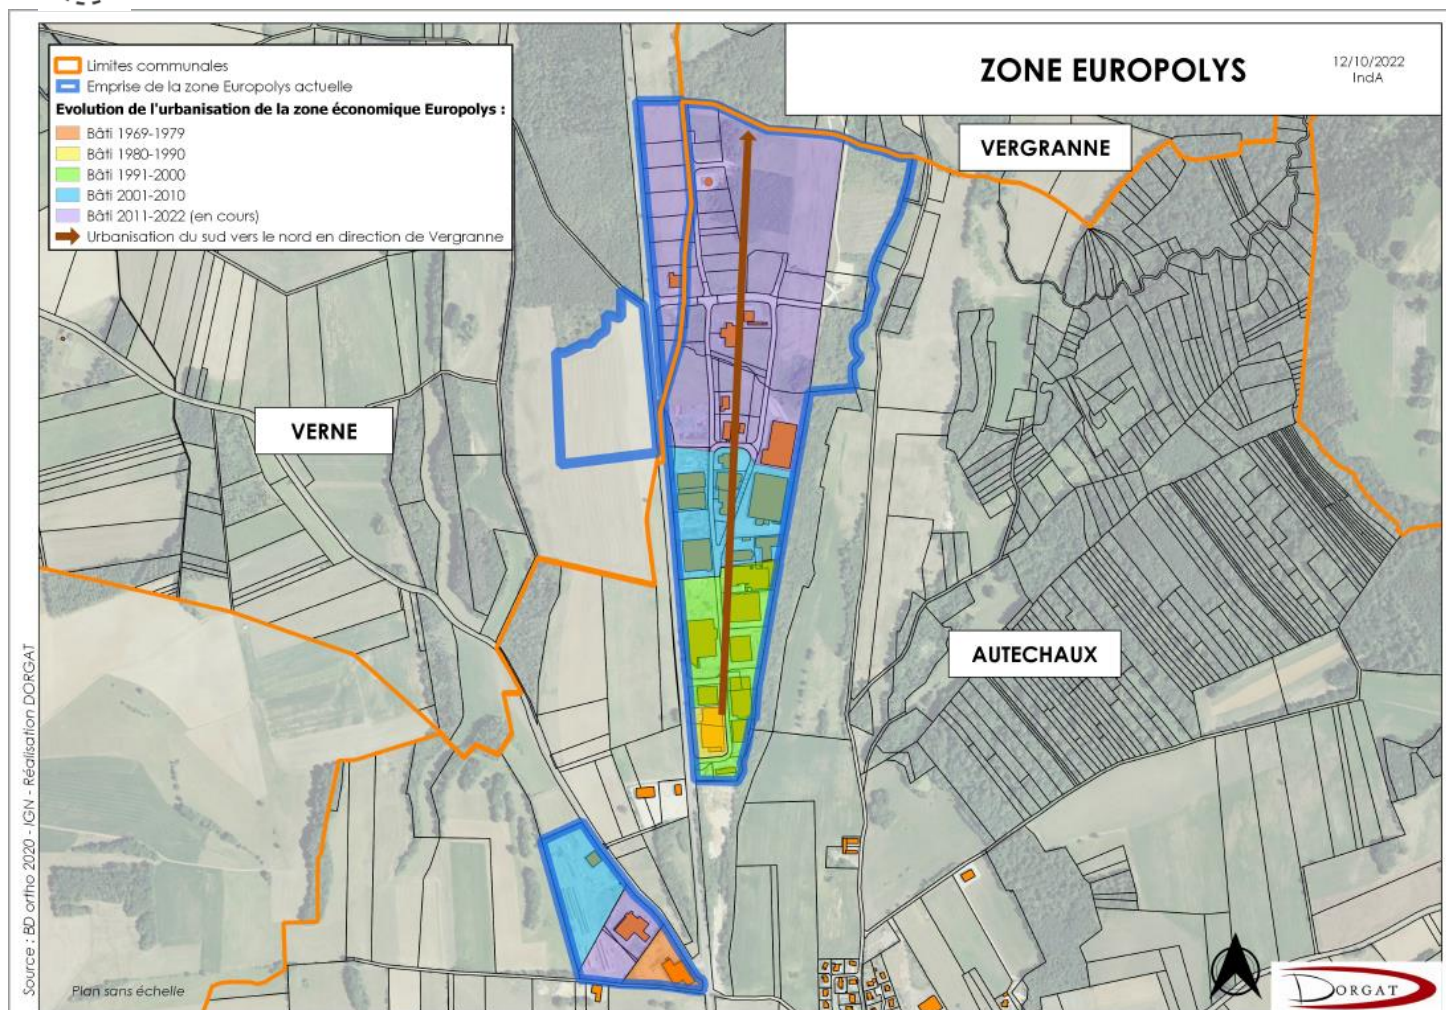 ZONE EUROPOLYS
12/10/2022
IndA
Limites communales
Emprise de la zone Europolys actuelle
Evolution de l'urbanisation de la zone économique Europolys :
Bâti 1969-1979
Bâti 1980-1990
Bâti 1991-2000
Bâti 2001-2010
Bâti 2011-2022 (en cours)
Urbanisation du sud vers le nord en direction de Vergranne
VERGRANNE
VERNE
AUTECHAUX
Source : BD ortho 2020 - IGN - Réalisation DORGAT
Plan sans échelle
DORGAT